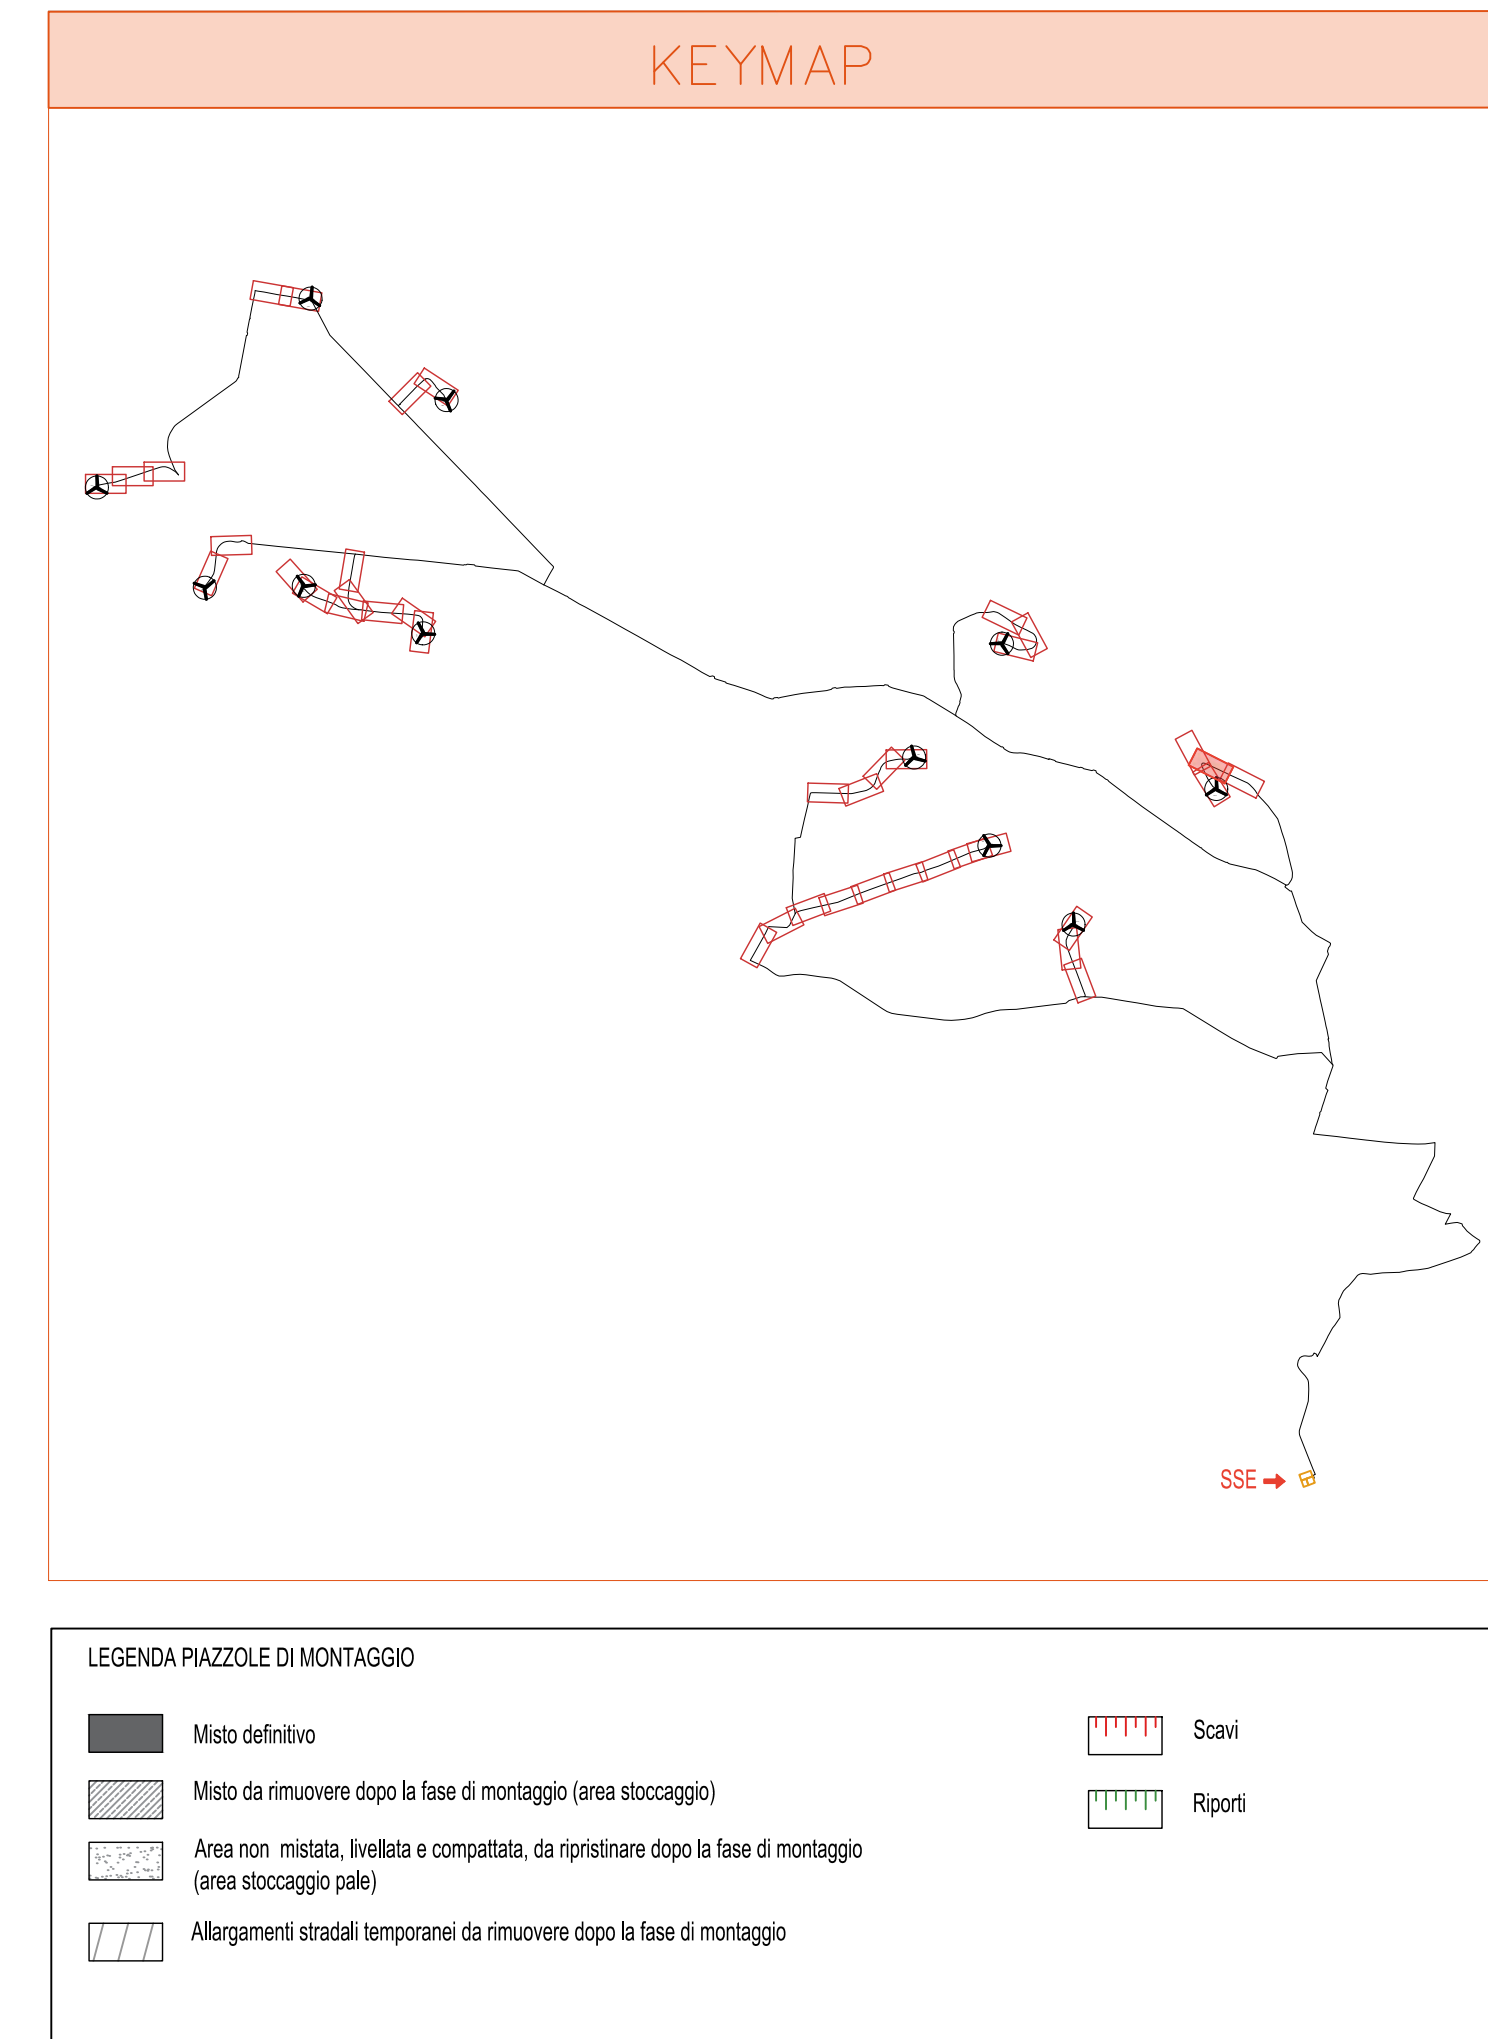 KEYMAP
SSE
LEGENDA PIAZZOLE DI MONTAGGIO
Misto definitivo
Misto da rimuovere dopo la fase di montaggio (area stoccaggio)
Area non mistata, livellata e compattata, da ripristinare dopo la fase di montaggio
(area stoccaggio pale)
Allargamenti stradali temporanei da rimuovere dopo la fase di montaggio
Scavi
Riporti